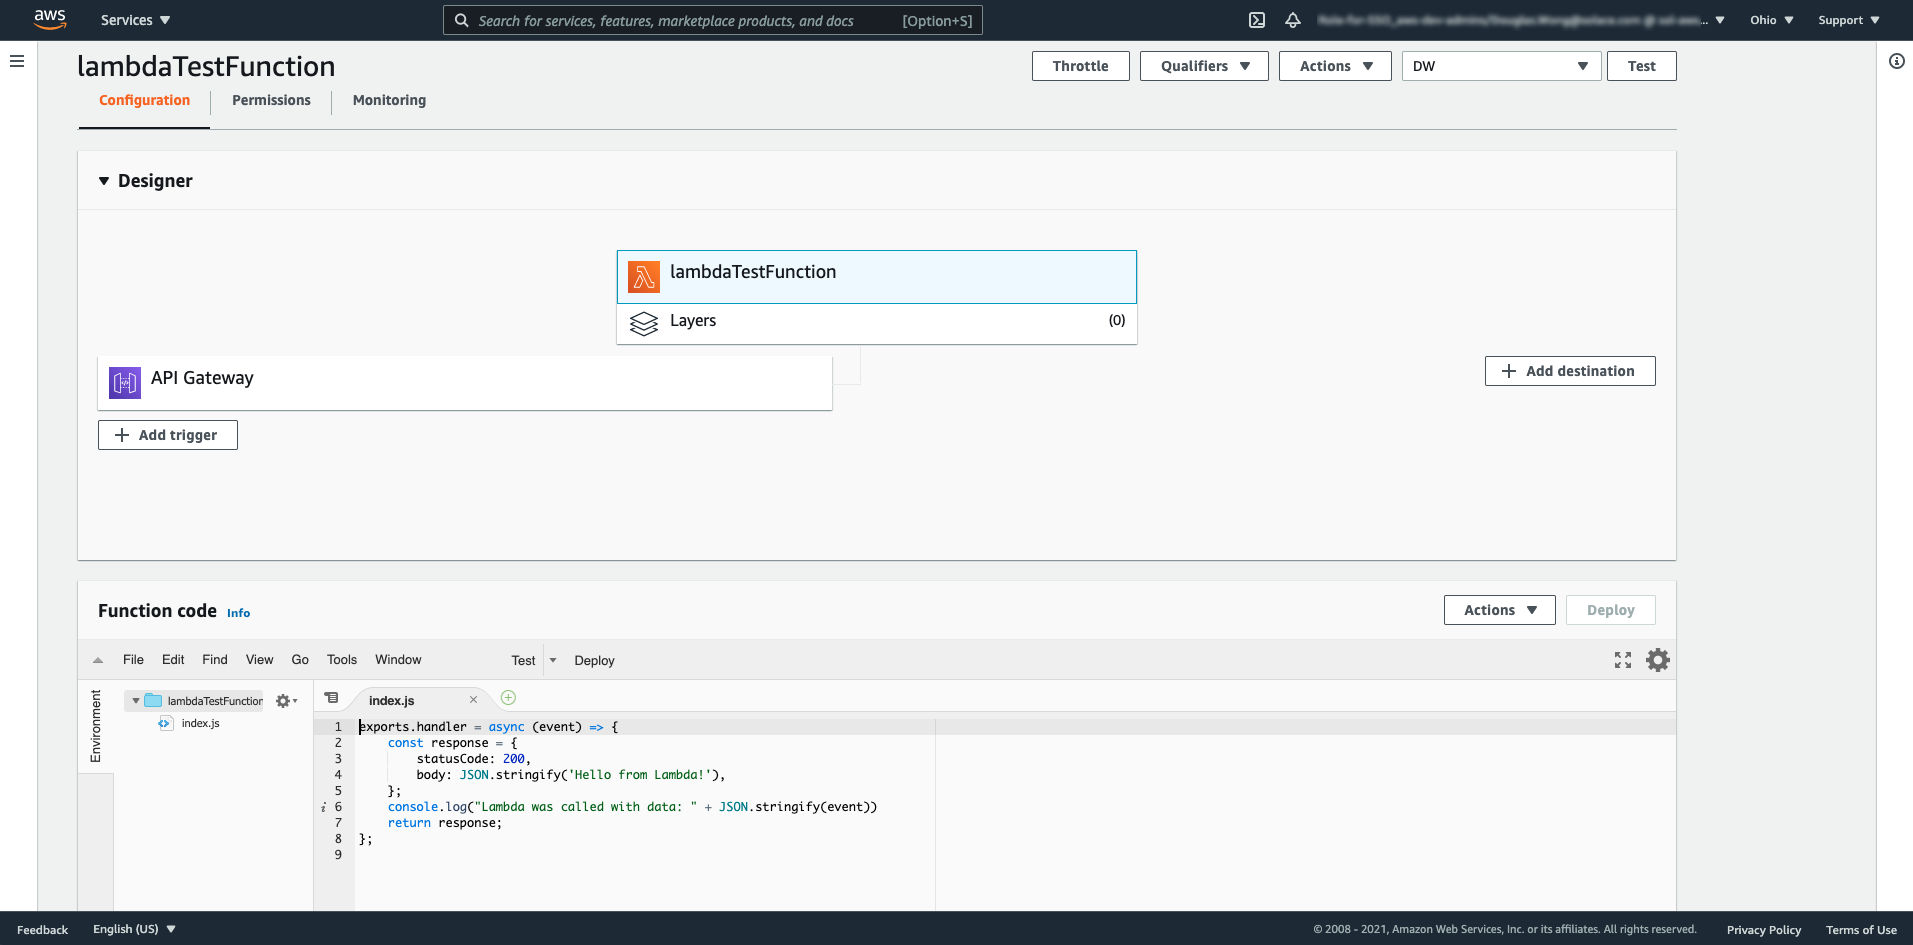 aws Services Search for services, features, marketplace products, and docs [Option+S] Ohio Support
lambdaTestFunction
Throttle Qualifiers Actions DW Test
Configuration Permissions Monitoring
Designer
lambdaTestFunction
Layers (0)
API Gateway
Add destination
Add trigger
Function code Info
Actions Deploy
File Edit Find View Go Tools Window Test Deploy
Environment
lambdaTestFunction
index.js
index.js
1 exports.handler = async (event) => {
2 const response = {
3 statusCode: 200,
4 body: JSON.stringify('Hello from Lambda!'),
5 };
i 6 console.log("Lambda was called with data: " + JSON.stringify(event))
7 return response;
8 };
9
Feedback English (US) © 2008 - 2021, Amazon Web Services, Inc. or its affiliates. All rights reserved. Privacy Policy Terms of Use